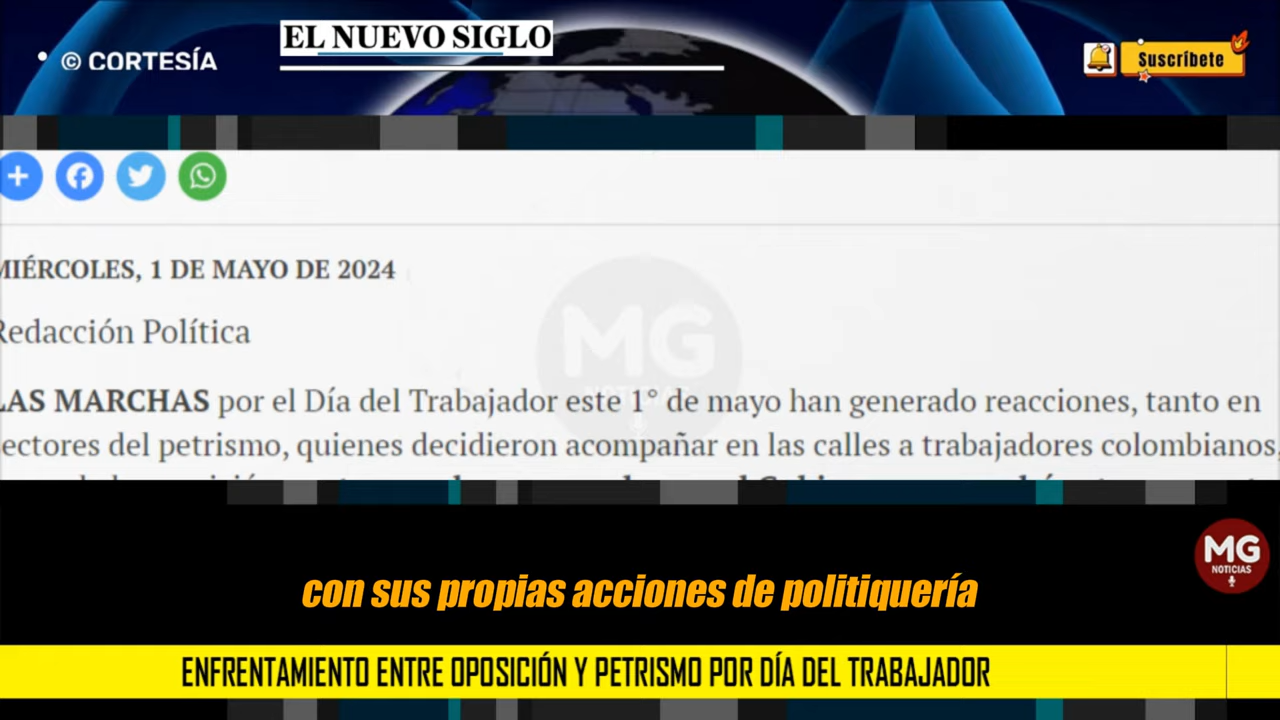 © CORTESÍA
EL NUEVO SIGLO
Suscríbete
MIÉRCOLES, 1 DE MAYO DE 2024
Redacción Política
MG
NOTICIAS
LAS MARCHAS por el Día del Trabajador este 1° de mayo han generado reacciones, tanto en
sectores del petrismo, quienes decidieron acompañar en las calles a trabajadores colombianos,
MG
NOTICIAS
con sus propias acciones de politiquería
ENFRENTAMIENTO ENTRE OPOSICIÓN Y PETRISMO POR DÍA DEL TRABAJADOR